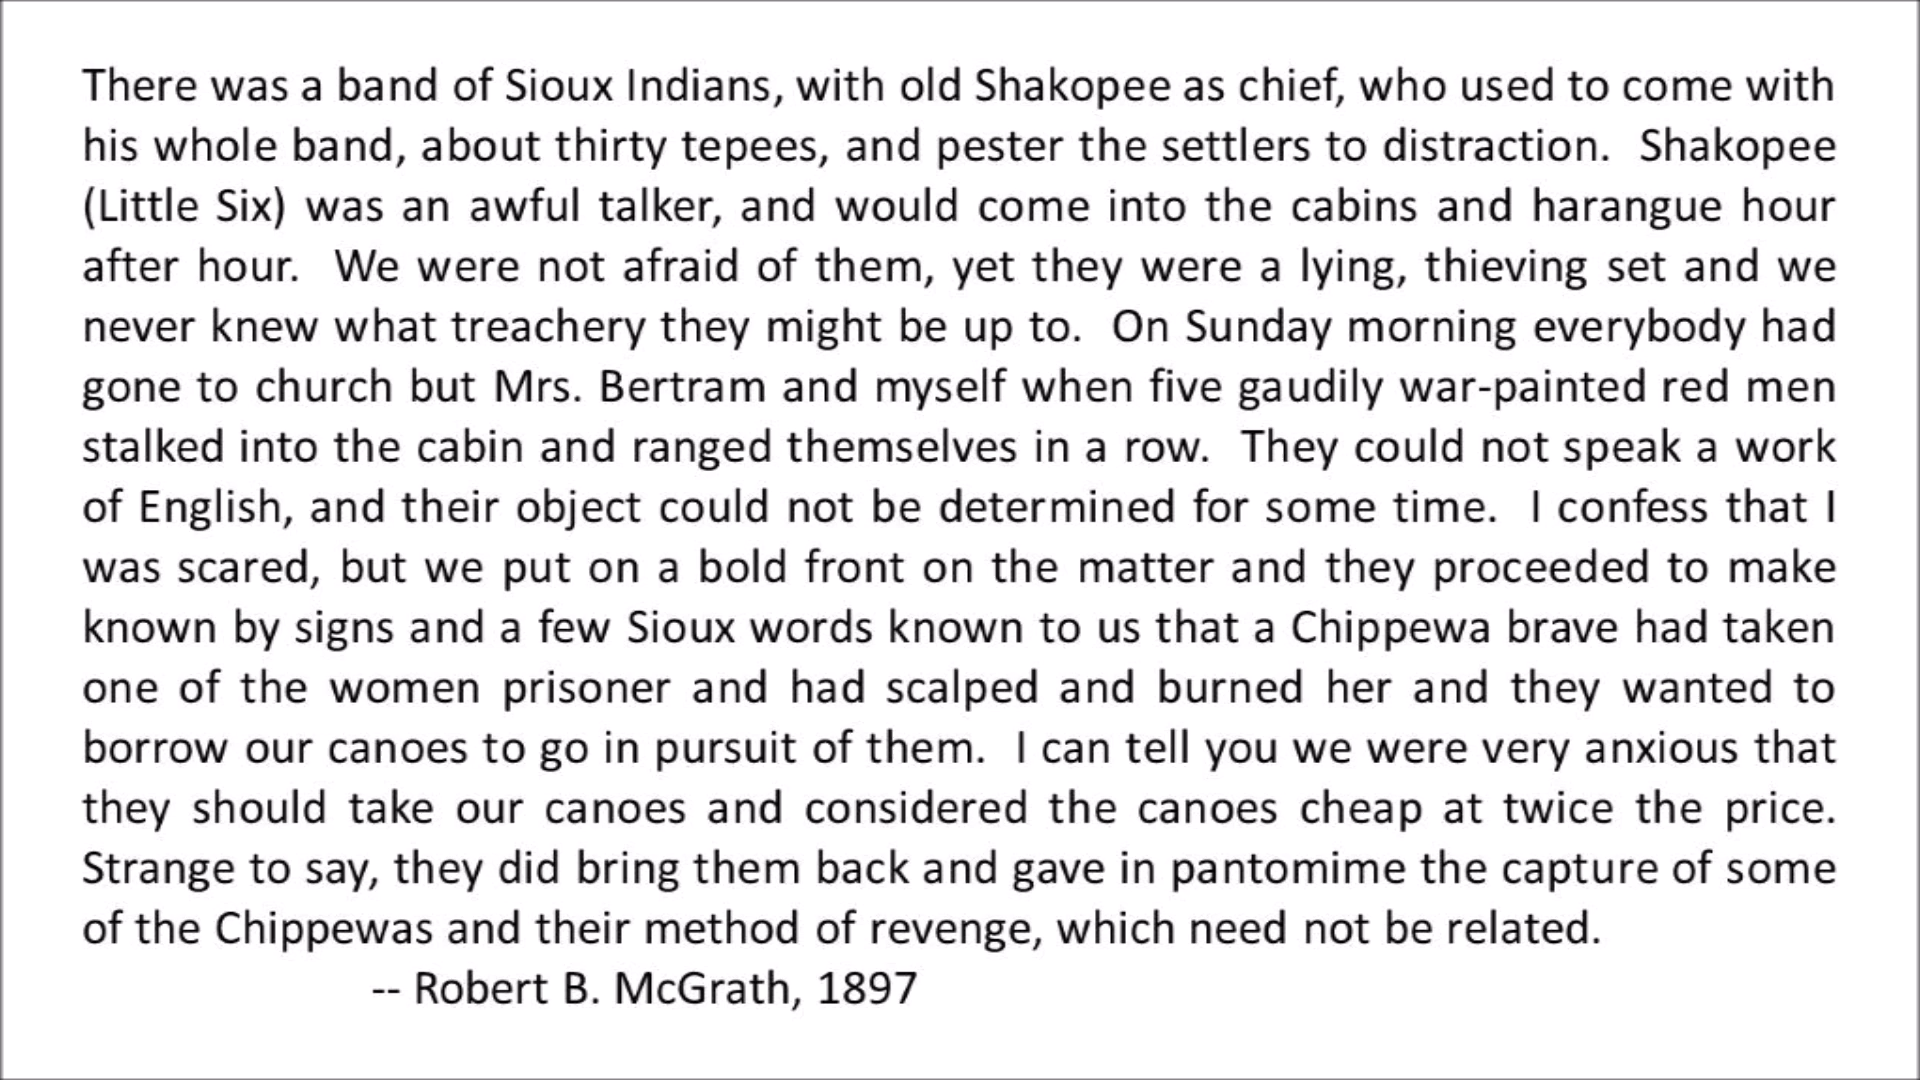 There was a band of Sioux Indians, with old Shakopee as chief, who used to come with
his whole band, about thirty tepees, and pester the settlers to distraction.  Shakopee
(Little Six) was an awful talker, and would come into the cabins and harangue hour
after hour.  We were not afraid of them, yet they were a lying, thieving set and we
never knew what treachery they might be up to.  On Sunday morning everybody had
gone to church but Mrs. Bertram and myself when five gaudily war-painted red men
stalked into the cabin and ranged themselves in a row.  They could not speak a work
of English, and their object could not be determined for some time.  I confess that I
was scared, but we put on a bold front on the matter and they proceeded to make
known by signs and a few Sioux words known to us that a Chippewa brave had taken
one of the women prisoner and had scalped and burned her and they wanted to
borrow our canoes to go in pursuit of them.  I can tell you we were very anxious that
they should take our canoes and considered the canoes cheap at twice the price.
Strange to say, they did bring them back and gave in pantomime the capture of some
of the Chippewas and their method of revenge, which need not be related.
-- Robert B. McGrath, 1897